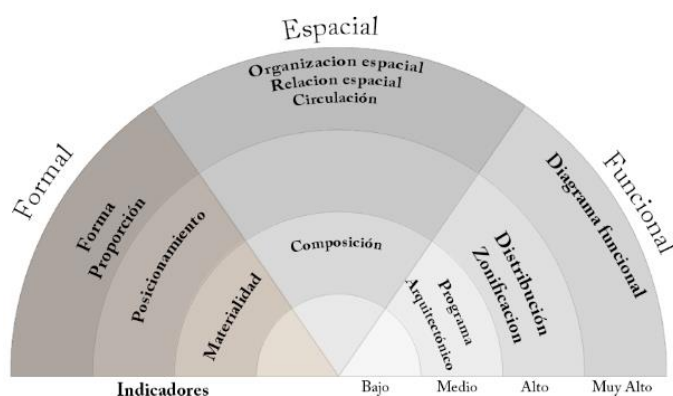 Espacial
Organizacion espacial
Relacion espacial
Circulación
Formal
Forma
Proporción
Posicionamiento
Materialidad
Composición
Funcional
Diagrama funcional
Distribución
Zonificacion
Programa
Arquitectónico
Indicadores
Bajo
Medio
Alto
Muy Alto